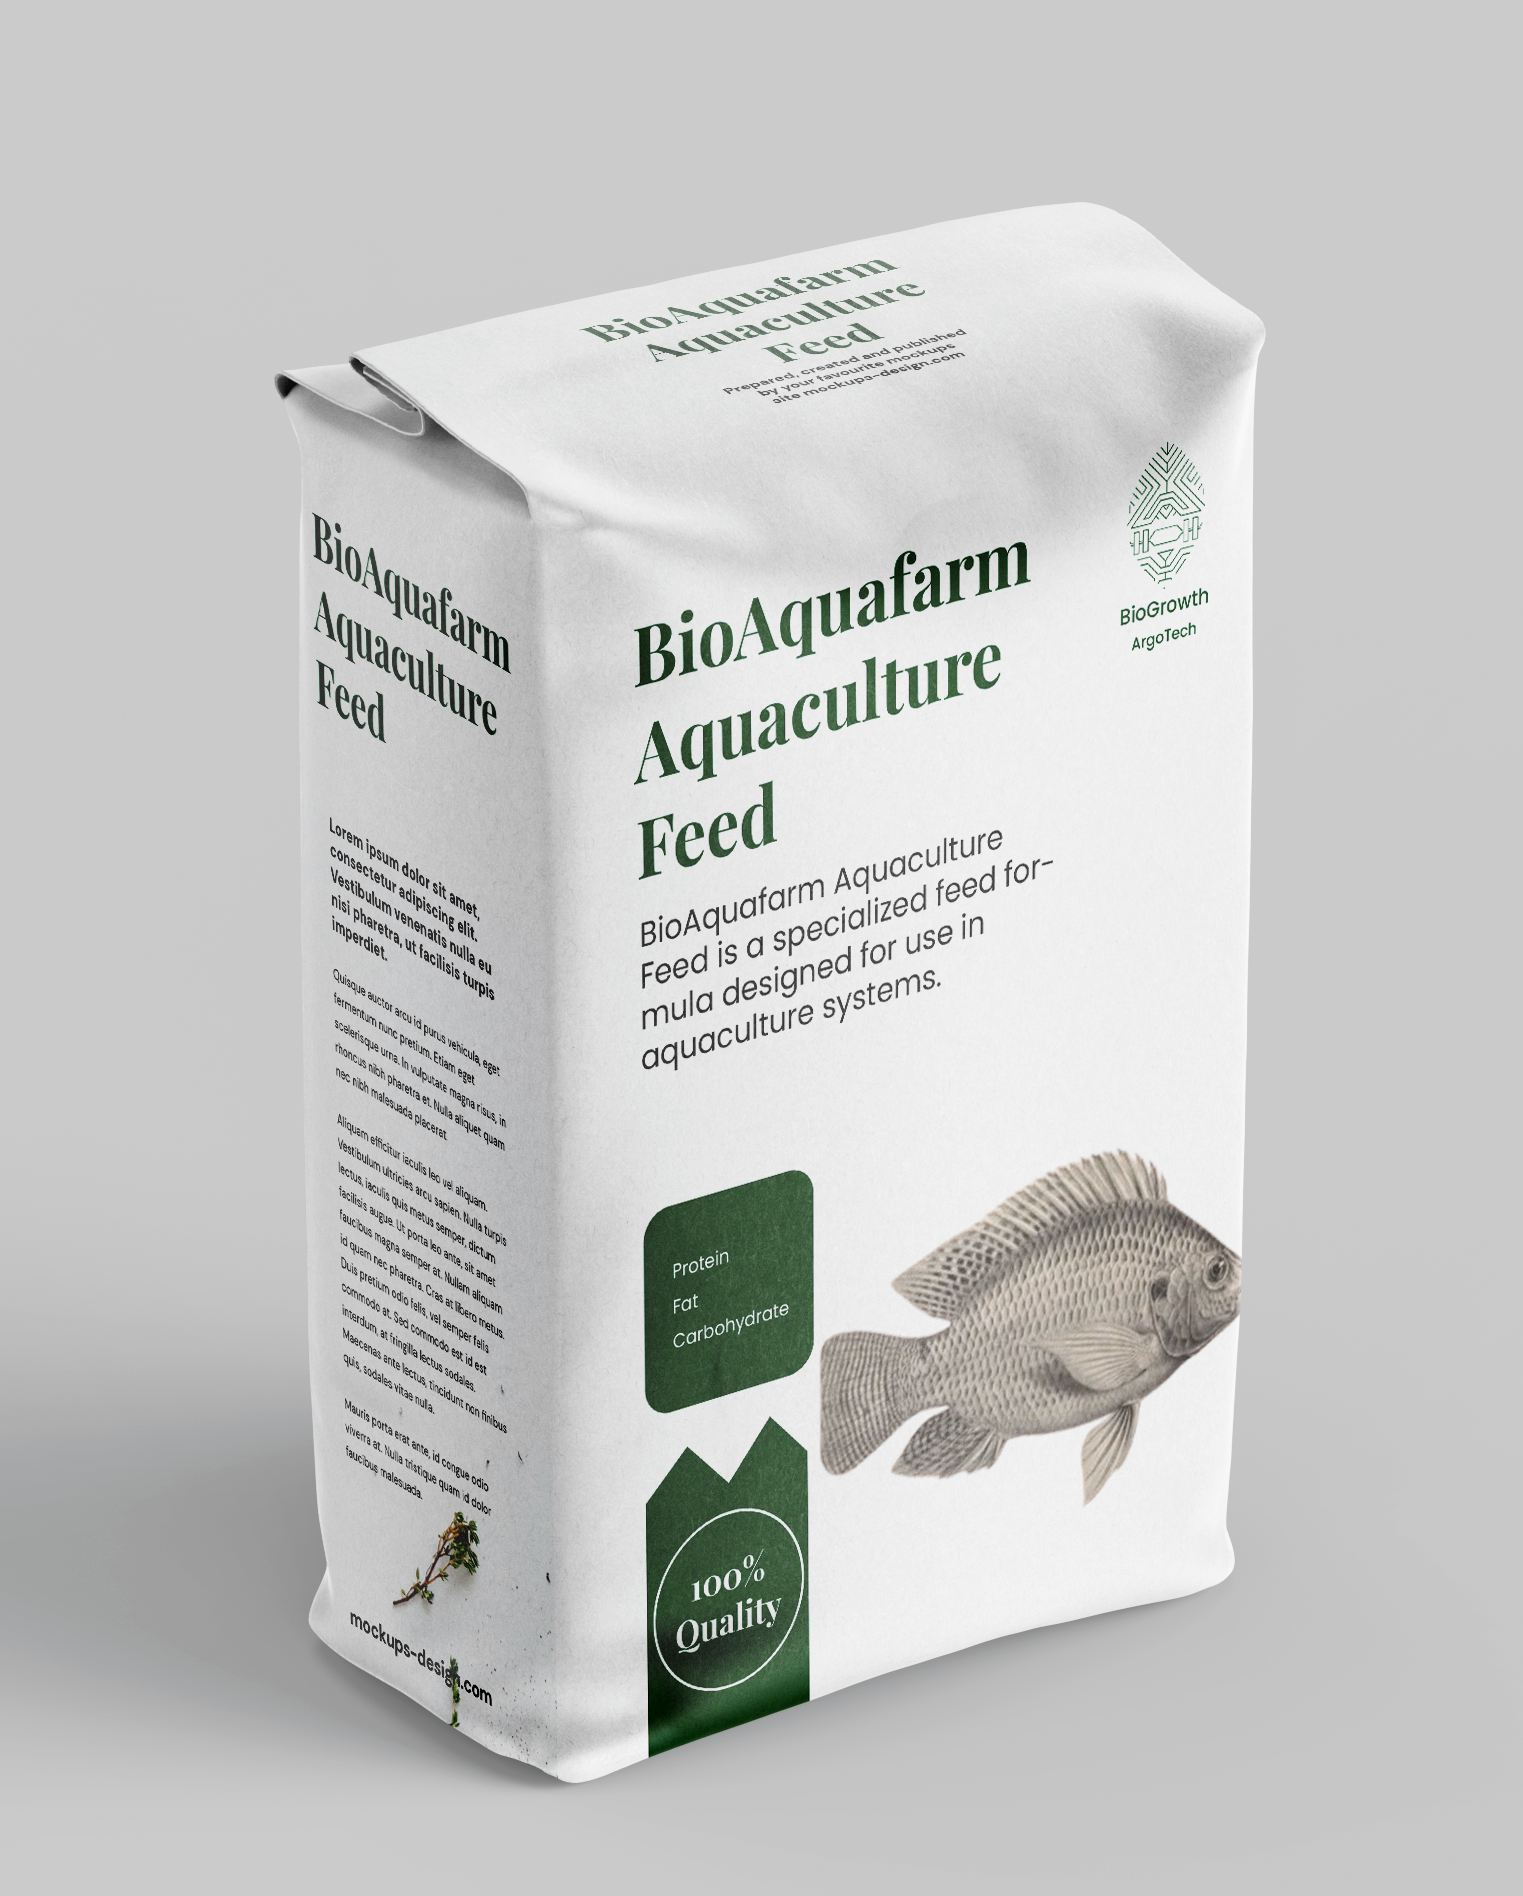 BioAquafarm
Aquaculture
Feed
Prepared, created and published
by your favourite mockups
site mockups-design.com
BioGrowth
ArgoTech
BioAquafarm
Aquaculture
Feed
BioAquafarm Aquaculture
Feed is a specialized feed for-
mula designed for use in
aquaculture systems.
Protein
Fat
Carbohydrate
100%
Quality
BioAquafarm
Aquaculture
Feed
Lorem ipsum dolor sit amet,
consectetur adipiscing elit.
Vestibulum venenatis nulla eu
nisi pharetra, ut facilisis turpis
imperdiet.
Quisque auctor arcu id purus vehicula, eget
fermentum nunc pretium. Etiam eget
scelerisque urna. In vulputate magna risus, in
rhoncus nibh pharetra et. Nulla aliquet quam
nec nibh malesuada placerat.
Aliquam efficitur iaculis leo vel aliquam.
Vestibulum ultricies arcu sapien. Nulla turpis
lectus, iaculis quis metus semper, dictum
facilisis augue. Ut porta leo ante, sit amet
faucibus magna semper at. Nullam aliquam
id quam nec pharetra. Cras at libero metus.
Duis pretium odio felis, vel semper felis
commodo at. Sed commodo est id est
interdum, at fringilla lectus sodales.
Maecenas ante lectus, tincidunt non finibus
quis, sodales vitae nulla.
Mauris porta erat ante, id congue odio
viverra at. Nulla tristique quam id dolor
faucibus malesuada.
mockups-design.com